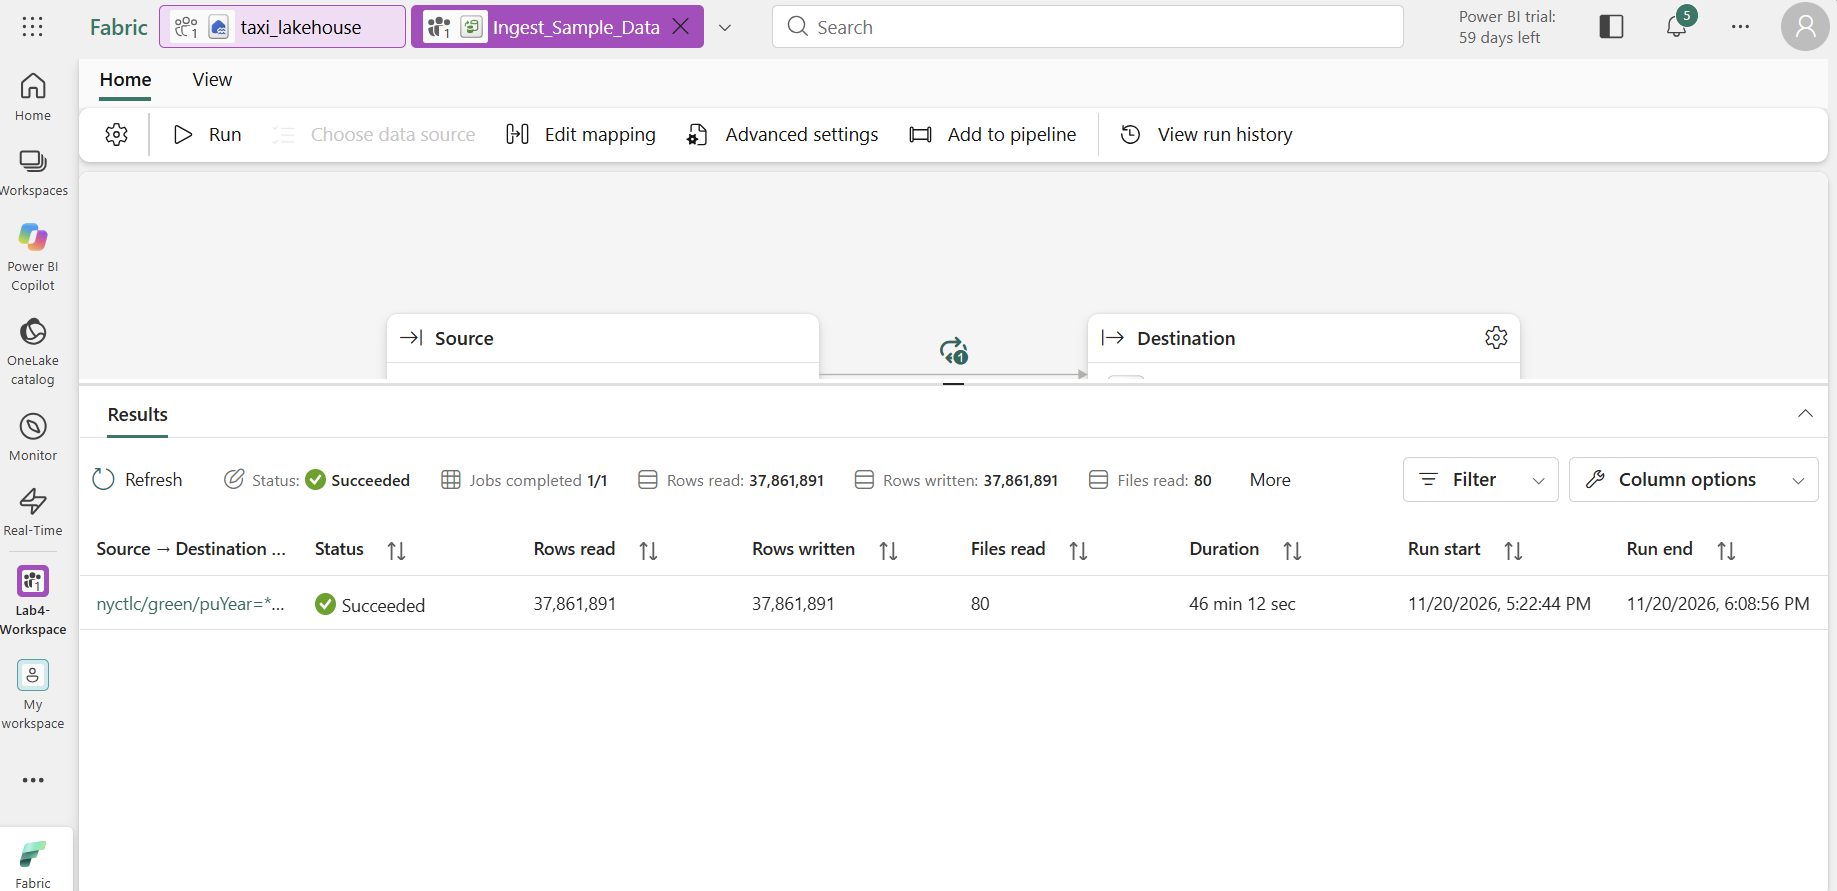 Fabric
1 taxi_lakehouse
1 Ingest_Sample_Data
Search
Power BI trial:
59 days left
5
Home
Workspaces
Power BI
Copilot
OneLake
catalog
Monitor
Real-Time
1
Lab4-
Workspace
My
workspace
Fabric
Home View
Run Choose data source Edit mapping Advanced settings Add to pipeline View run history
Source
1
Destination
Results
Refresh Status: Succeeded Jobs completed 1/1 Rows read: 37,861,891 Rows written: 37,861,891 Files read: 80 More Filter Column options
Source → Destination ... Status Rows read Rows written Files read Duration Run start Run end
nyctlc/green/puYear=*... Succeeded 37,861,891 37,861,891 80 46 min 12 sec 11/20/2026, 5:22:44 PM 11/20/2026, 6:08:56 PM